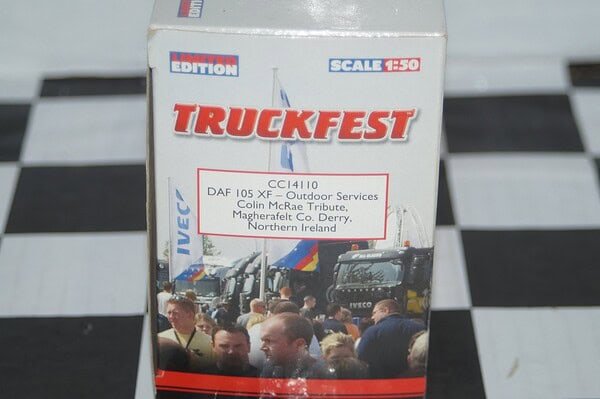 LIMITED
EDITION
SCALE 1:50
TRUCKFEST
CC14110
DAF 105 XF – Outdoor Services
Colin McRae Tribute,
Magherafelt Co. Derry,
Northern Ireland
IVECO
IVECO